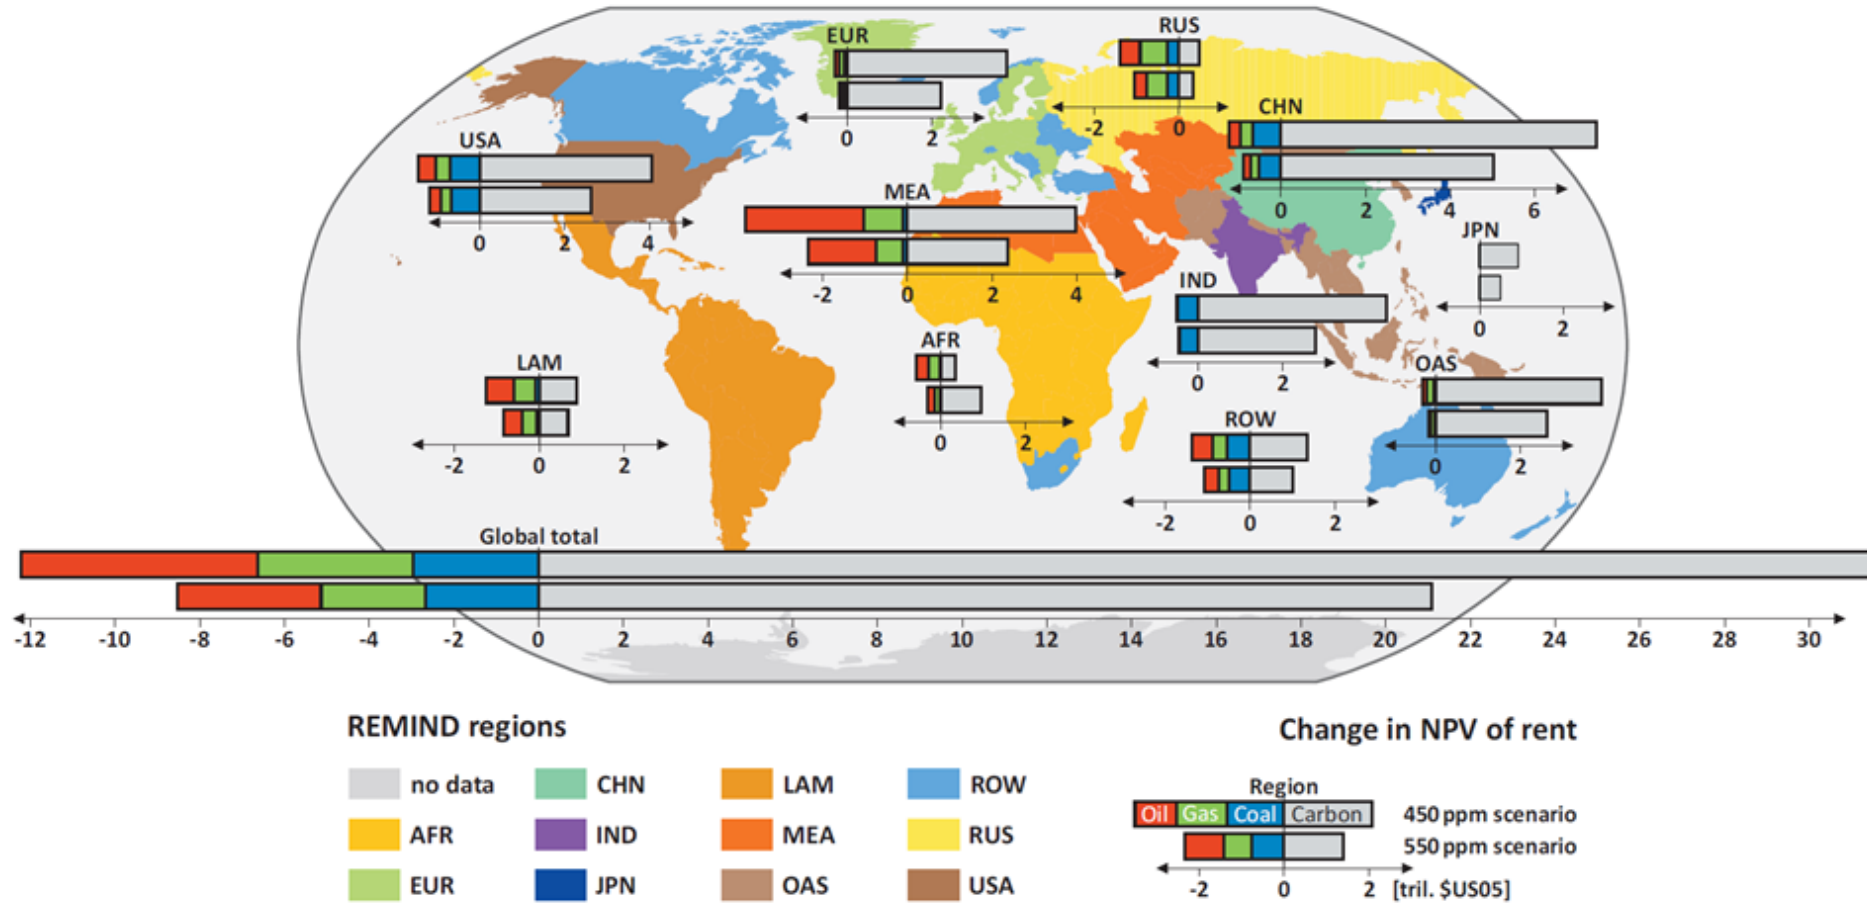 EUR
0 2
RUS
-2 0
CHN
0 2 4 6
USA
0 2 4
MEA
-2 0 2 4
JPN
0 2
IND
0 2
AFR
0 2
LAM
-2 0 2
OAS
0 2
ROW
-2 0 2
Global total
-12 -10 -8 -6 -4 -2 0 2 4 6 8 10 12 14 16 18 20 22 24 26 28 30
REMIND regions
no data CHN LAM ROW
AFR IND MEA RUS
EUR JPN OAS USA
Change in NPV of rent
Region
Oil Gas Coal Carbon 450 ppm scenario
550 ppm scenario
-2 0 2 [tril. $US05]